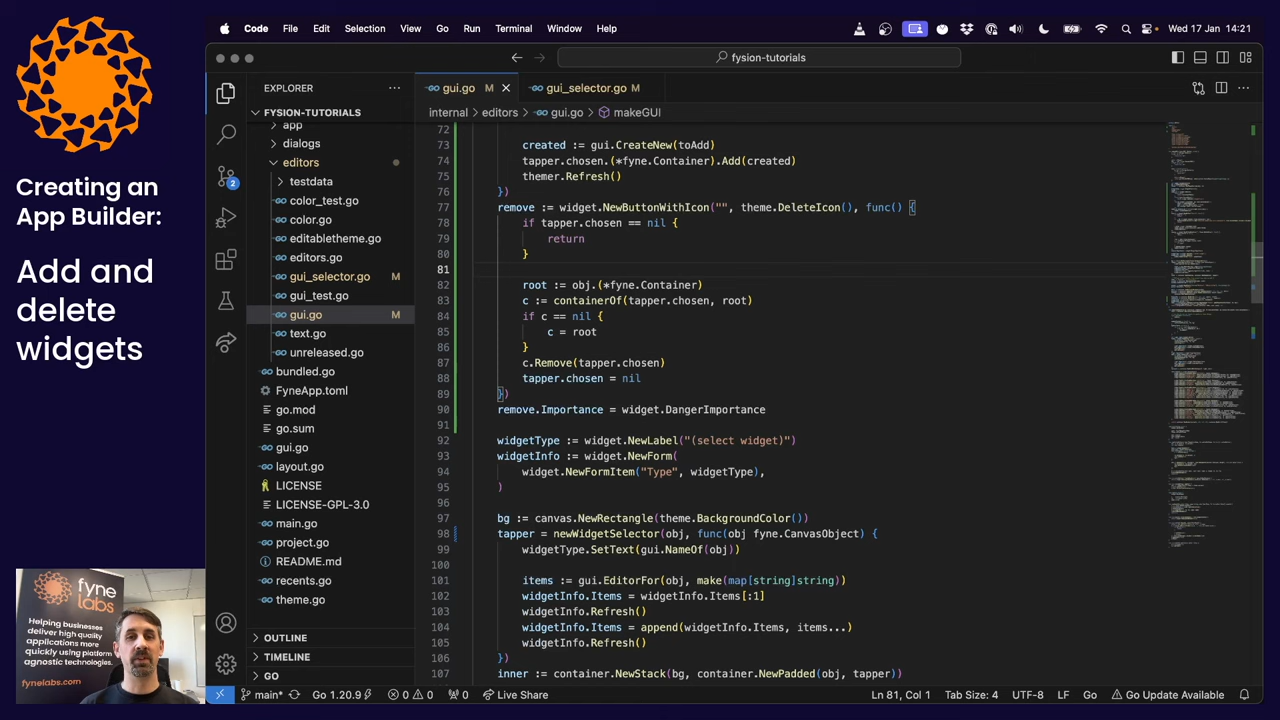 Creating an
App Builder:
Add and
delete
widgets
fyne
labs
Helping businesses
deliver high quality
applications more
quickly using platform
agnostic technologies.
fynelabs.com
Code File Edit Selection View Go Run Terminal Window Help Wed 17 Jan 14:21
fysion-tutorials
EXPLORER
FYSION-TUTORIALS
app
dialogs
editors
testdata
color_test.go
color.go
editabletheme.go
editors.go
gui_selector.go M
gui_test.go
gui.go M
text.go
unreleased.go
bundled.go
FyneApp.toml
go.mod
go.sum
gui.go
layout.go
LICENSE
LICENSE-GPL-3.0
main.go
project.go
README.md
recents.go
theme.go
OUTLINE
TIMELINE
GO
2
gui.go M gui_selector.go M
internal > editors > gui.go > makeGUI
72
73 created := gui.CreateNew(toAdd)
74 tapper.chosen.(*fyne.Container).Add(created)
75 themer.Refresh()
76 })
77 remove := widget.NewButtonWithIcon("", theme.DeleteIcon(), func() {
78 if tapper.chosen == nil {
79 return
80 }
81
82 root := obj.(*fyne.Container)
83 c := containerOf(tapper.chosen, root)
84 if c == nil {
85 c = root
86 }
87 c.Remove(tapper.chosen)
88 tapper.chosen = nil
89 })
90 remove.Importance = widget.DangerImportance
91
92 widgetType := widget.NewLabel("(select widget)")
93 widgetInfo := widget.NewForm(
94 widget.NewFormItem("Type", widgetType),
95 )
96
97 bg := canvas.NewRectangle(theme.BackgroundColor())
98 tapper = newWidgetSelector(obj, func(obj fyne.CanvasObject) {
99 widgetType.SetText(gui.NameOf(obj))
100
101 items := gui.EditorFor(obj, make(map[string]string))
102 widgetInfo.Items = widgetInfo.Items[:1]
103 widgetInfo.Refresh()
104 widgetInfo.Items = append(widgetInfo.Items, items...)
105 widgetInfo.Refresh()
106 })
107 inner := container.NewStack(bg, container.NewPadded(obj, tapper))
main* Go 1.20.9 0 0 0 Live Share Ln 81, Col 1 Tab Size: 4 UTF-8 LF Go Go Update Available